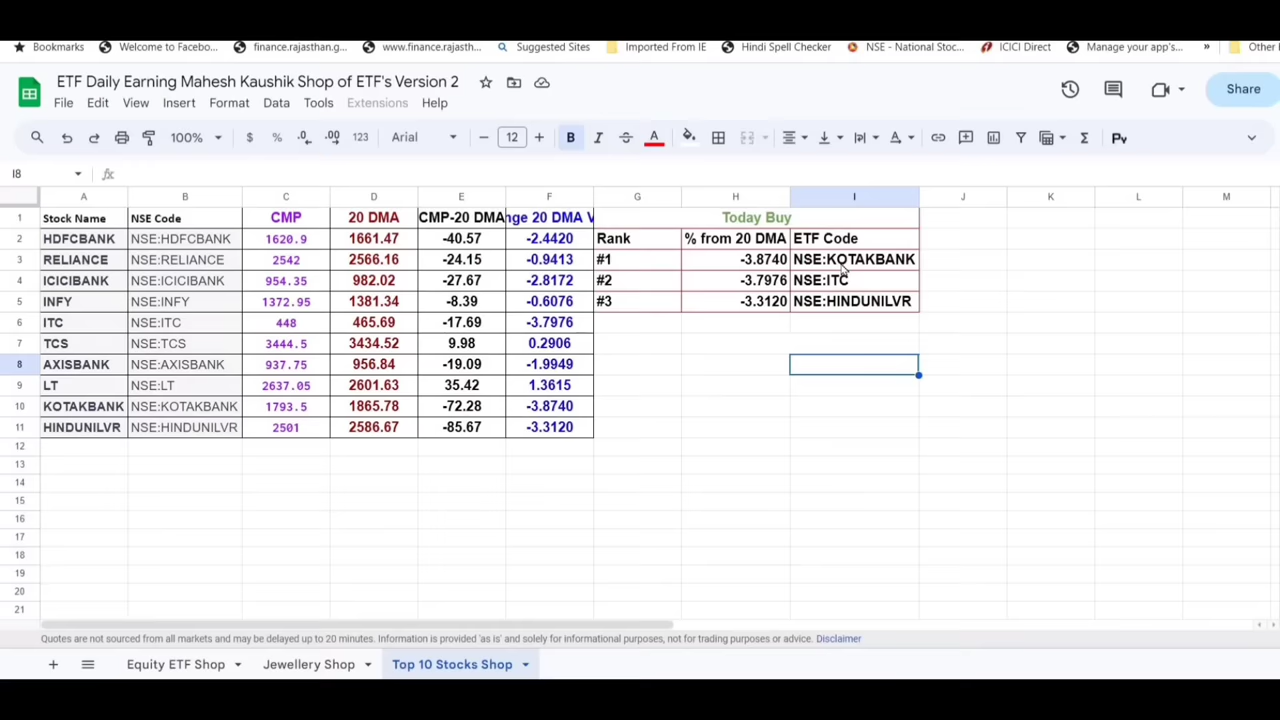 Bookmarks Welcome to Facebo... finance.rajasthan.g... www.finance.rajasth... Suggested Sites Imported From IE Hindi Spell Checker NSE - National Stoc... ICICI Direct Manage your app's... » Other
ETF Daily Earning Mahesh Kaushik Shop of ETF's Version 2
File Edit View Insert Format Data Tools Extensions Help
Share
100% $ % .0 .00 123 Arial 12 B I A
I8 fx
A B C D E F G H I J K L M
1 Stock Name NSE Code CMP 20 DMA CMP-20 DMA nge 20 DMA V Today Buy
2 HDFCBANK NSE:HDFCBANK 1620.9 1661.47 -40.57 -2.4420 Rank % from 20 DMA ETF Code
3 RELIANCE NSE:RELIANCE 2542 2566.16 -24.15 -0.9413 #1 -3.8740 NSE:KOTAKBANK
4 ICICIBANK NSE:ICICIBANK 954.35 982.02 -27.67 -2.8172 #2 -3.7976 NSE:ITC
5 INFY NSE:INFY 1372.95 1381.34 -8.39 -0.6076 #3 -3.3120 NSE:HINDUNILVR
6 ITC NSE:ITC 448 465.69 -17.69 -3.7976
7 TCS NSE:TCS 3444.5 3434.52 9.98 0.2906
8 AXISBANK NSE:AXISBANK 937.75 956.84 -19.09 -1.9949
9 LT NSE:LT 2637.05 2601.63 35.42 1.3615
10 KOTAKBANK NSE:KOTAKBANK 1793.5 1865.78 -72.28 -3.8740
11 HINDUNILVR NSE:HINDUNILVR 2501 2586.67 -85.67 -3.3120
12
13
14
15
16
17
18
19
20
21
Quotes are not sourced from all markets and may be delayed up to 20 minutes. Information is provided 'as is' and solely for informational purposes, not for trading purposes or advice. Disclaimer
Equity ETF Shop Jewellery Shop Top 10 Stocks Shop